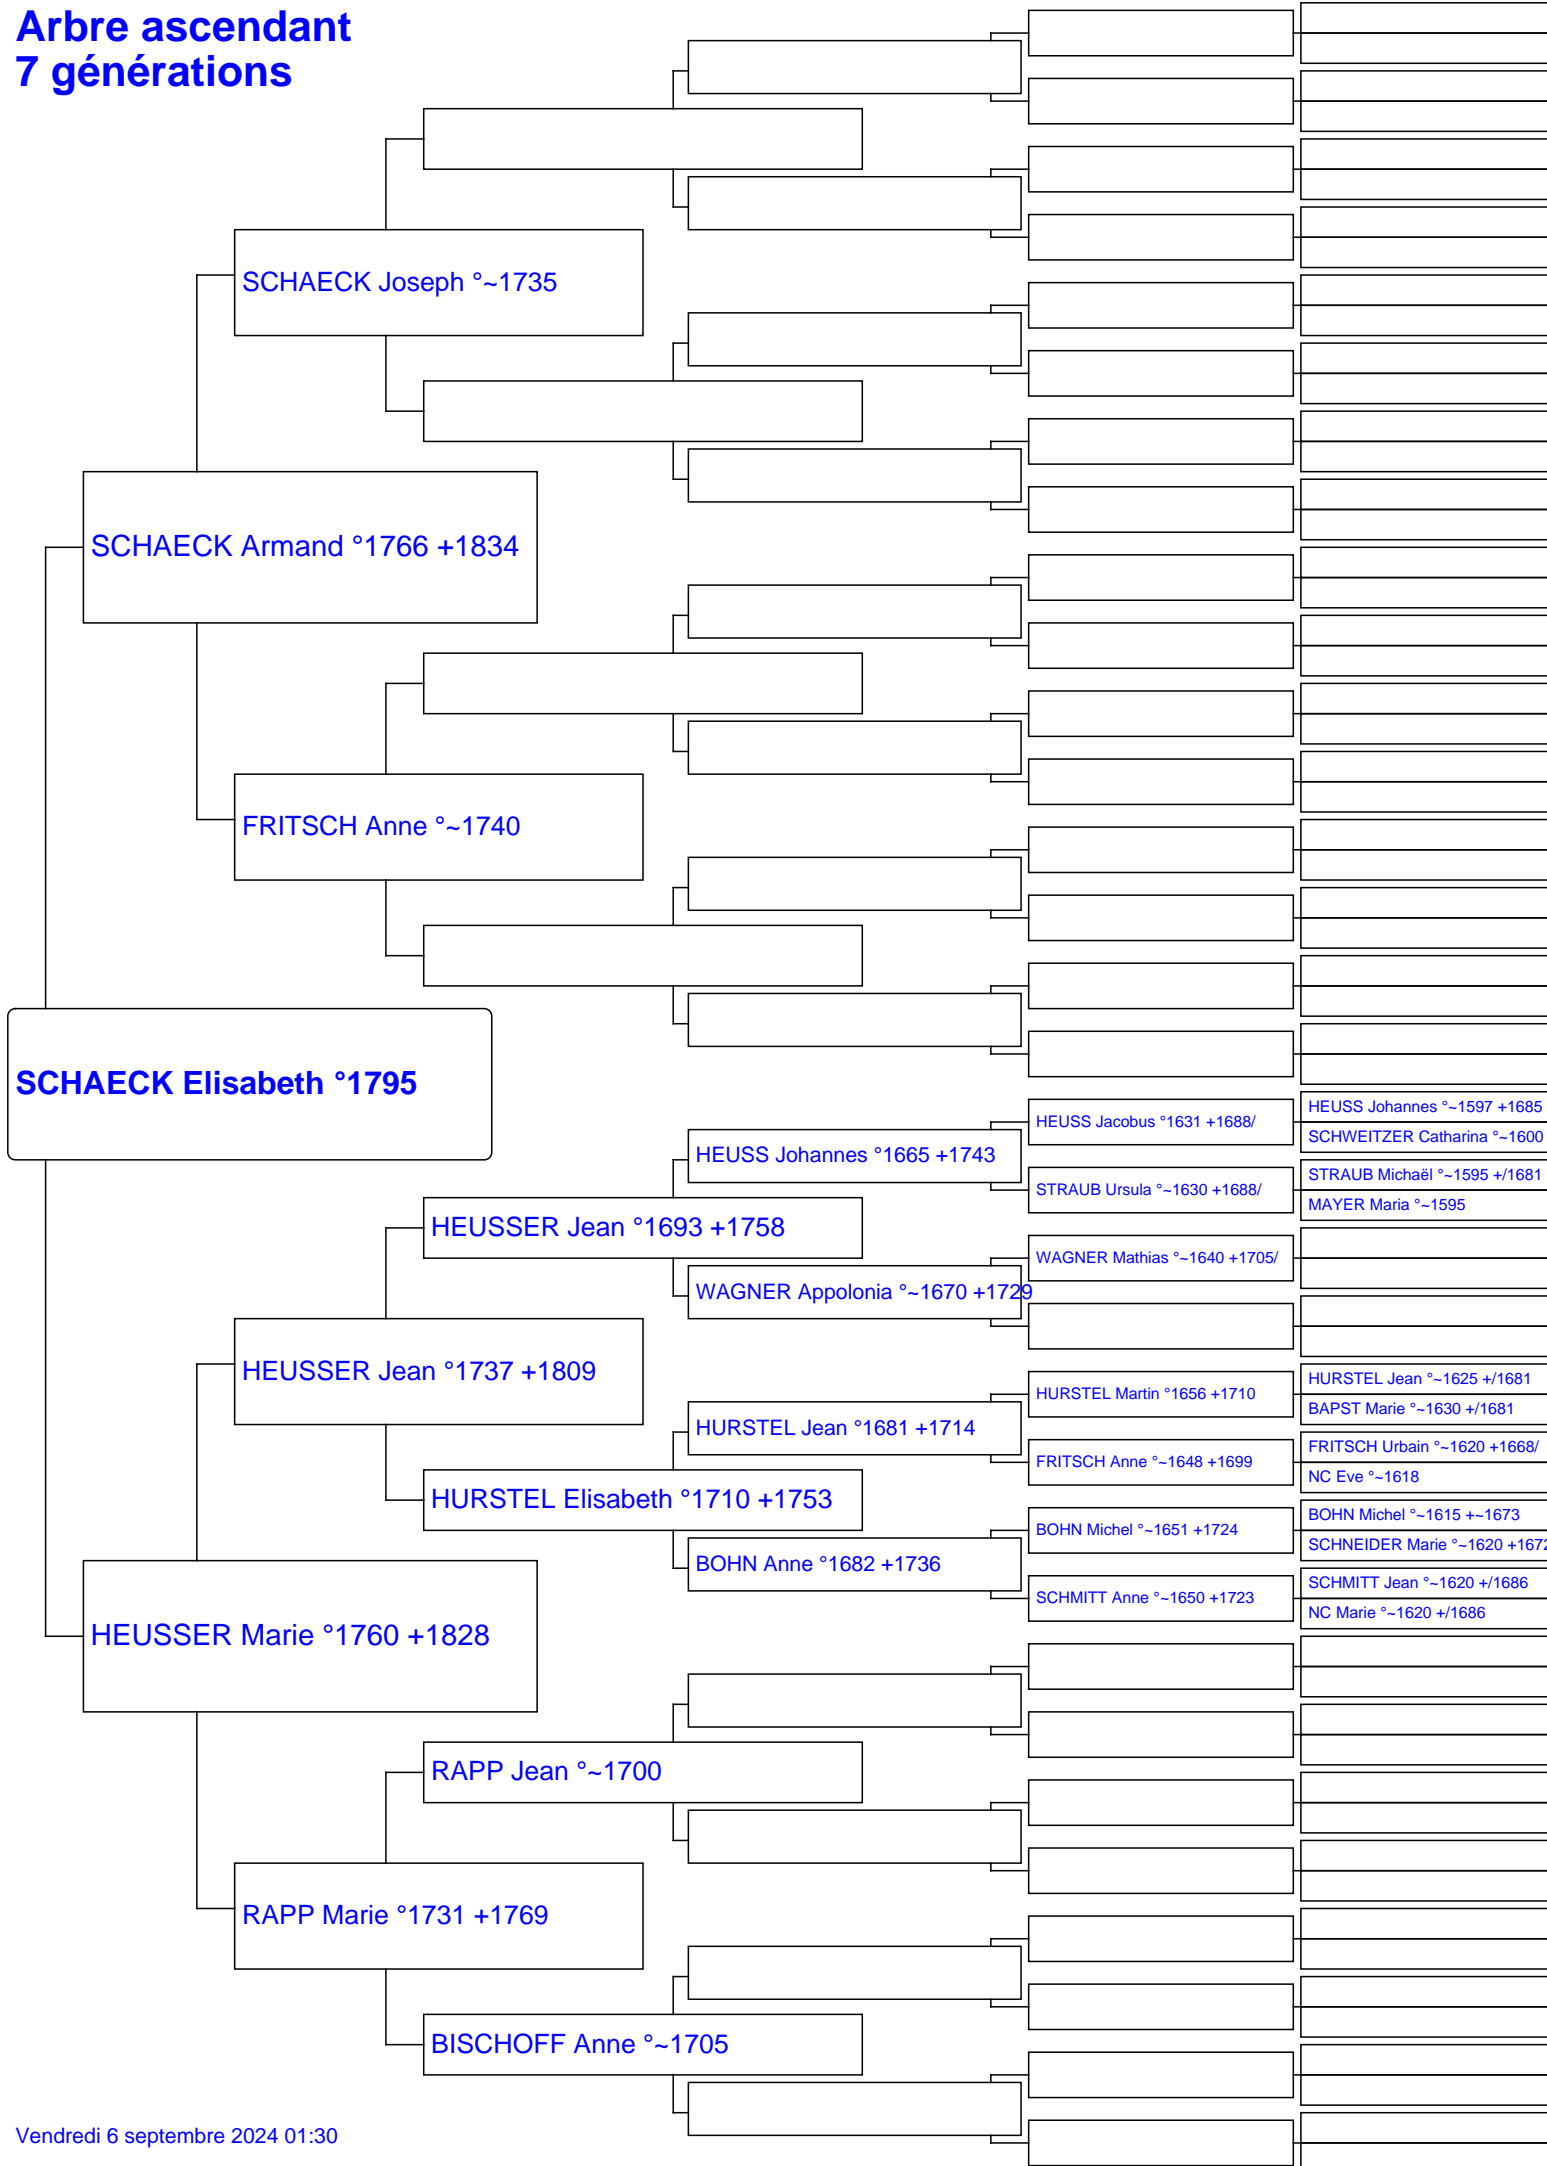 Arbre ascendant
7 générations
SCHAECK Joseph °~1735
SCHAECK Armand °1766 +1834
FRITSCH Anne °~1740
SCHAECK Elisabeth °1795
HEUSS Johannes °~1597 +1685
HEUSS Jacobus °1631 +1688/
SCHWEITZER Catharina °~1600
HEUSS Johannes °1665 +1743
STRAUB Michaël °~1595 +/1681
STRAUB Ursula °~1630 +1688/
MAYER Maria °~1595
HEUSSER Jean °1693 +1758
WAGNER Mathias °~1640 +1705/
WAGNER Appolonia °~1670 +1729
HEUSSER Jean °1737 +1809
HURSTEL Jean °~1625 +/1681
HURSTEL Martin °1656 +1710
BAPST Marie °~1630 +/1681
HURSTEL Jean °1681 +1714
FRITSCH Urbain °~1620 +1668/
FRITSCH Anne °~1648 +1699
NC Eve °~1618
HURSTEL Elisabeth °1710 +1753
BOHN Michel °~1615 +~1673
BOHN Michel °~1651 +1724
SCHNEIDER Marie °~1620 +1672
BOHN Anne °1682 +1736
SCHMITT Jean °~1620 +/1686
SCHMITT Anne °~1650 +1723
NC Marie °~1620 +/1686
HEUSSER Marie °1760 +1828
RAPP Jean °~1700
RAPP Marie °1731 +1769
BISCHOFF Anne °~1705
Vendredi 6 septembre 2024 01:30